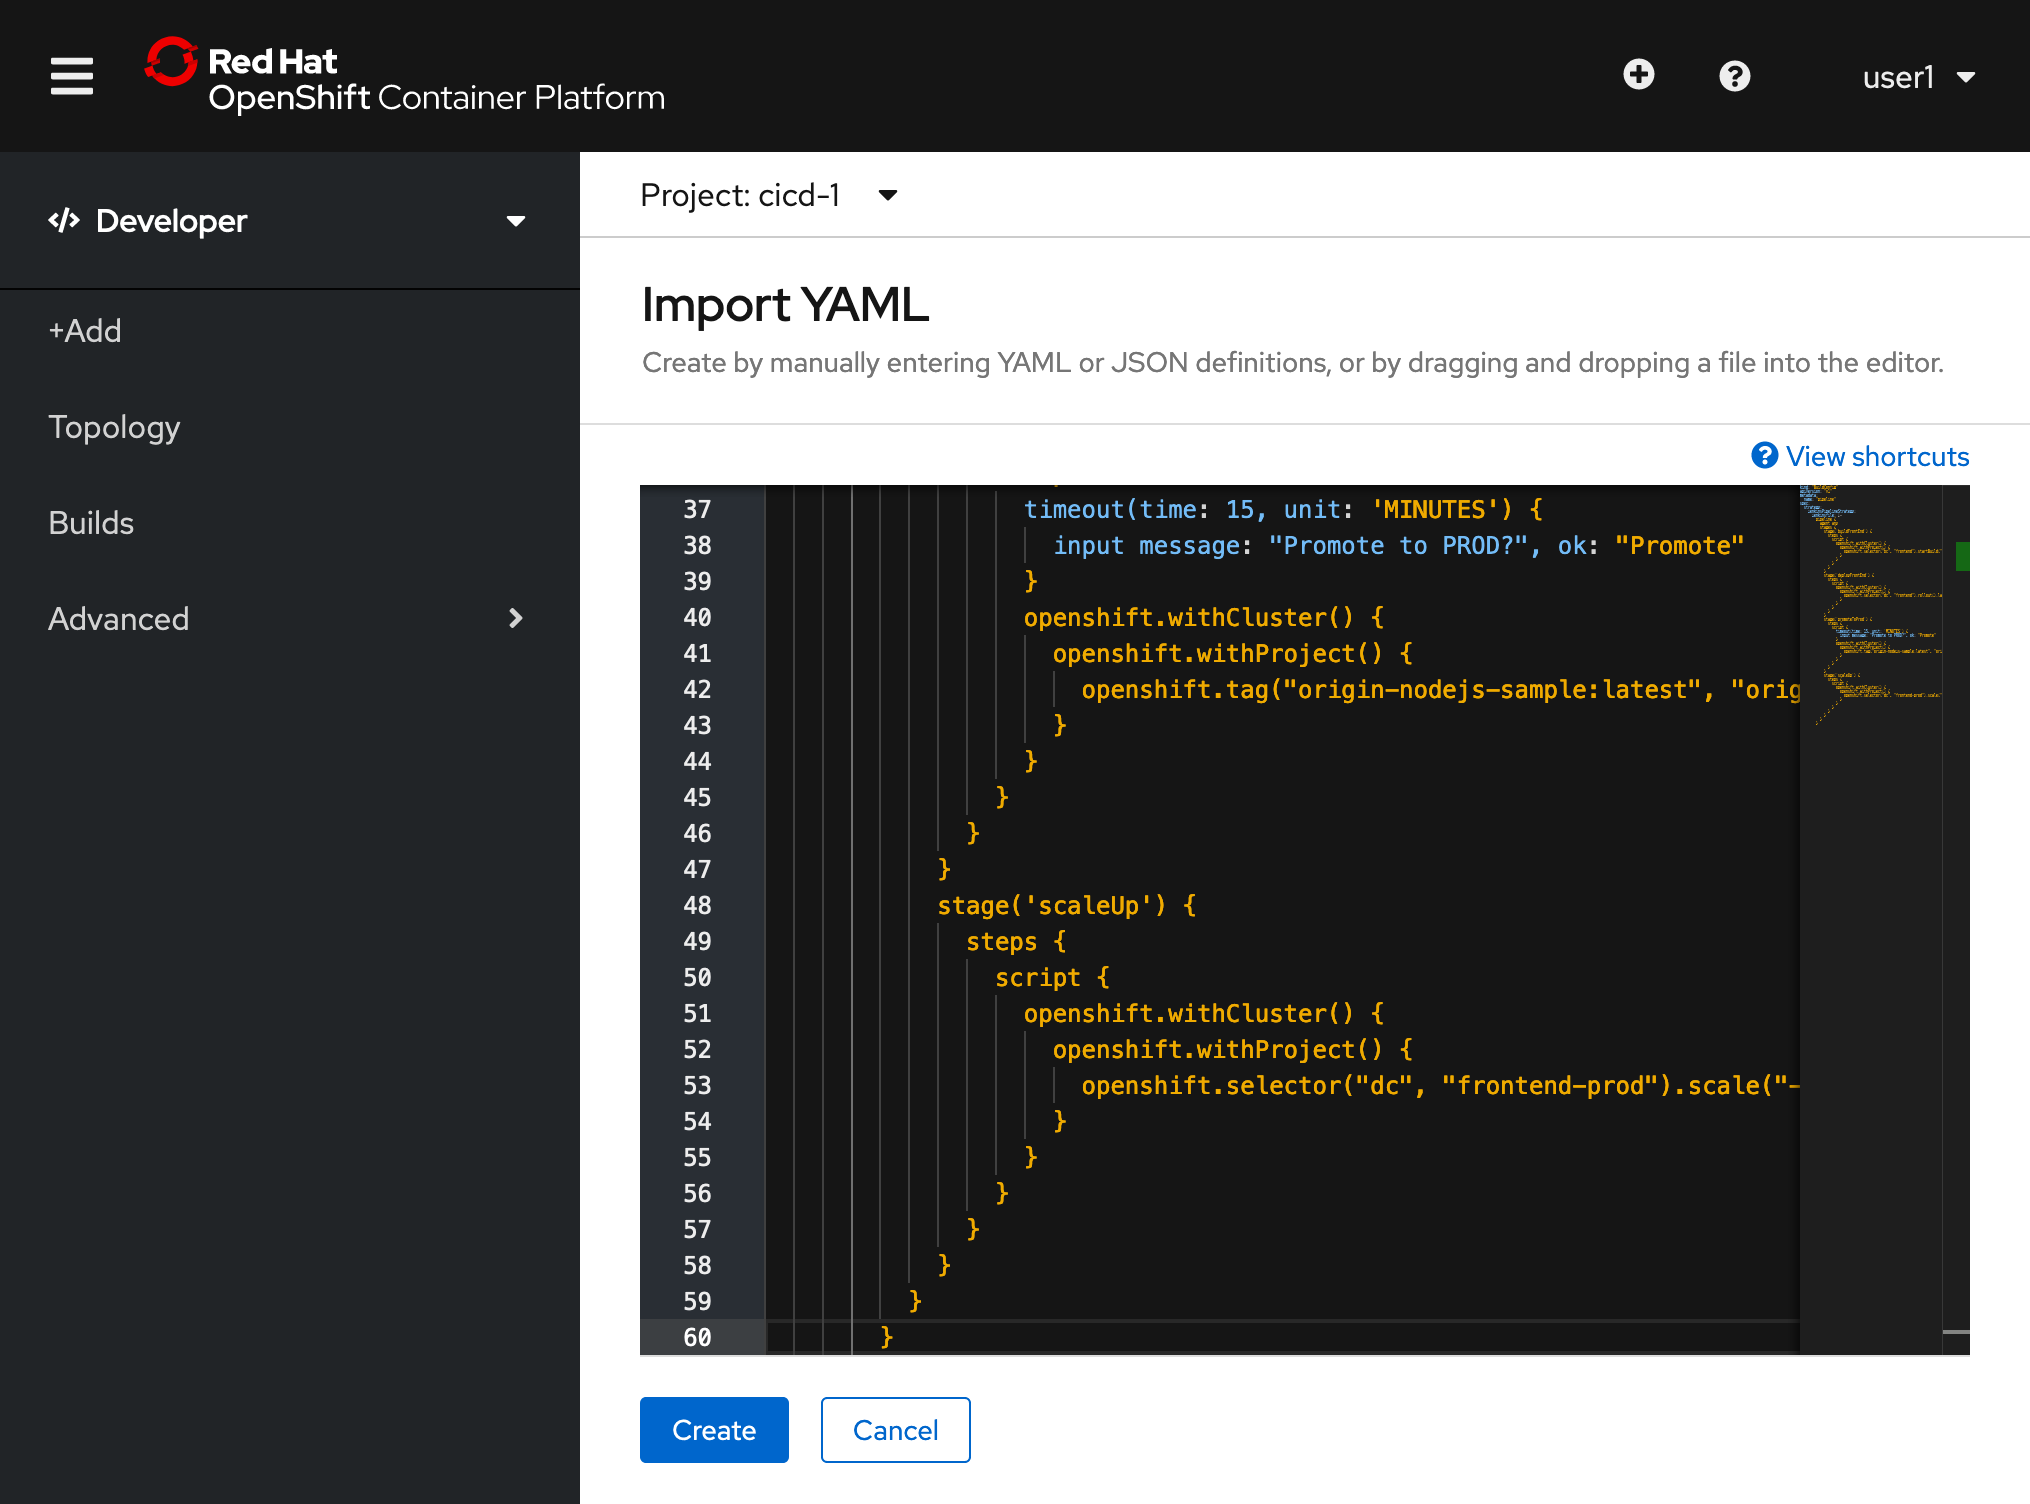 Red Hat
OpenShift Container Platform
user1
Developer
+Add
Topology
Builds
Advanced
Project: cicd-1
Import YAML
Create by manually entering YAML or JSON definitions, or by dragging and dropping a file into the editor.
View shortcuts
37 timeout(time: 15, unit: 'MINUTES') {
38 input message: "Promote to PROD?", ok: "Promote"
39 }
40 openshift.withCluster() {
41 openshift.withProject() {
42 openshift.tag("origin-nodejs-sample:latest", "orig
43 }
44 }
45 }
46 }
47 }
48 stage('scaleUp') {
49 steps {
50 script {
51 openshift.withCluster() {
52 openshift.withProject() {
53 openshift.selector("dc", "frontend-prod").scale("-
54 }
55 }
56 }
57 }
58 }
59 }
60 }
Create
Cancel